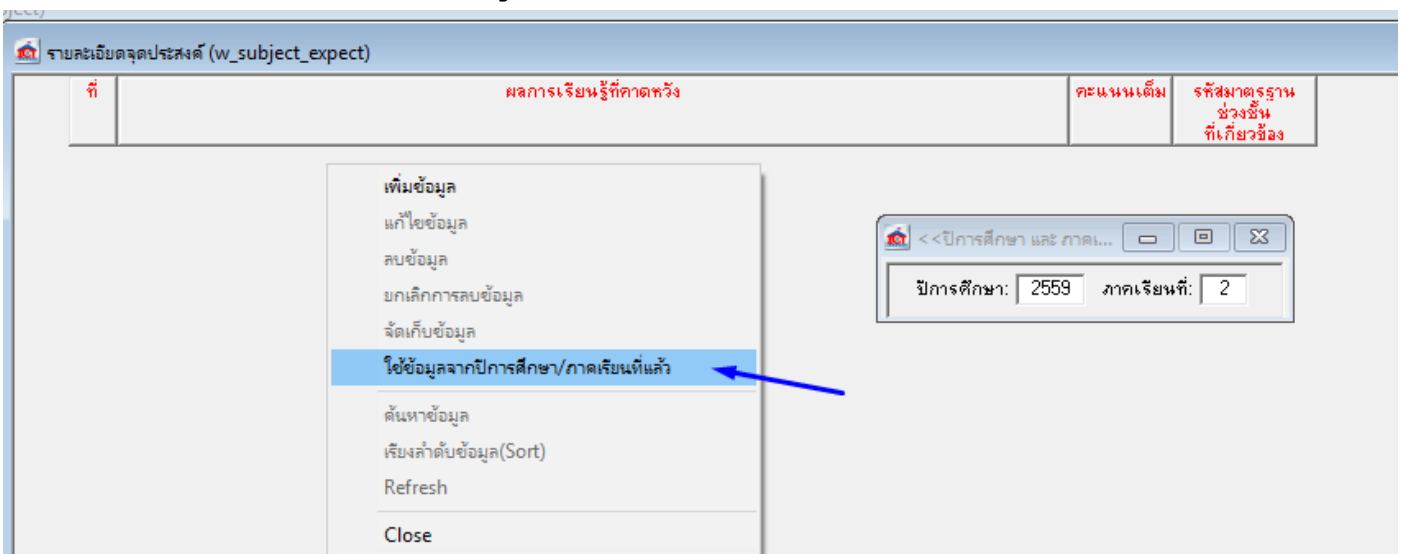 รายละเอียดจุดประสงค์ (w_subject_expect)
ที่ ผลการเรียนรู้ที่คาดหวัง คะแนนเต็ม รหัสมาตรฐาน
ช่วงชั้น
ที่เกี่ยวข้อง
เพิ่มข้อมูล
แก้ไขข้อมูล
ลบข้อมูล
ยกเลิกการลบข้อมูล
จัดเก็บข้อมูล
ใช้ข้อมูลจากปีการศึกษา/ภาคเรียนที่แล้ว
ค้นหาข้อมูล
เรียงลำดับข้อมูล(Sort)
Refresh
Close
<<ปีการศึกษา และ ภาคเ...
ปีการศึกษา: 2559 ภาคเรียนที่: 2